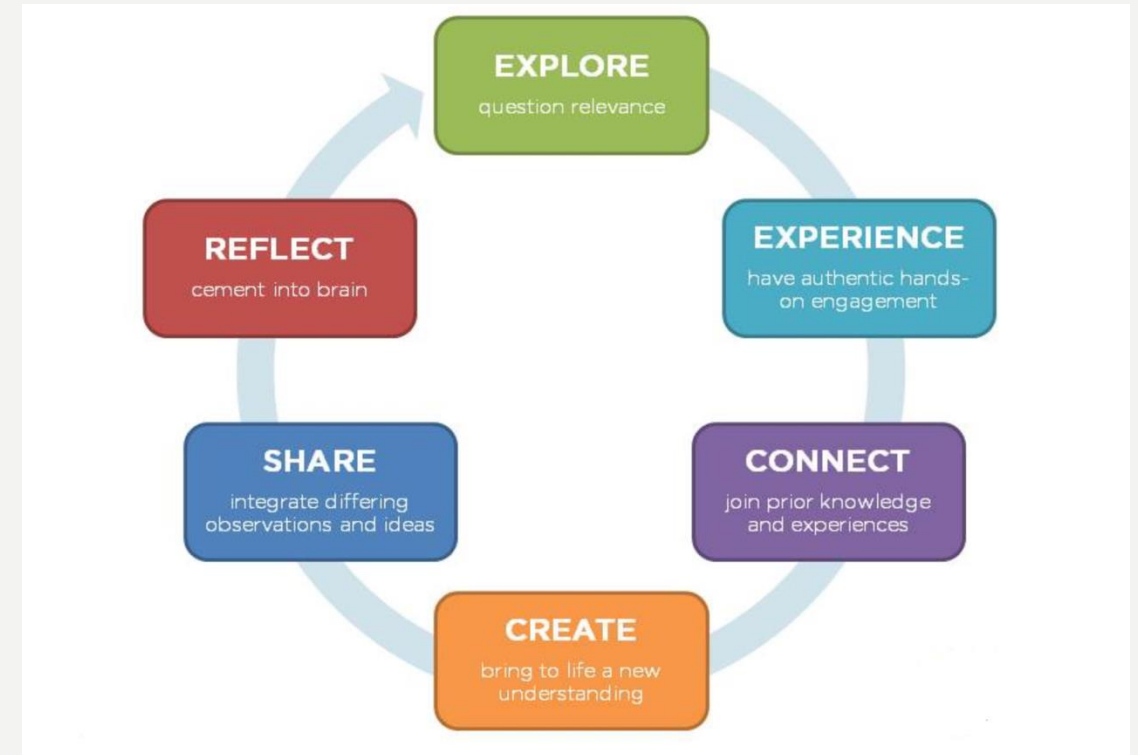 EXPLORE
question relevance
EXPERIENCE
have authentic hands-
on engagement
CONNECT
join prior knowledge
and experiences
CREATE
bring to life a new
understanding
SHARE
integrate differing
observations and ideas
REFLECT
cement into brain